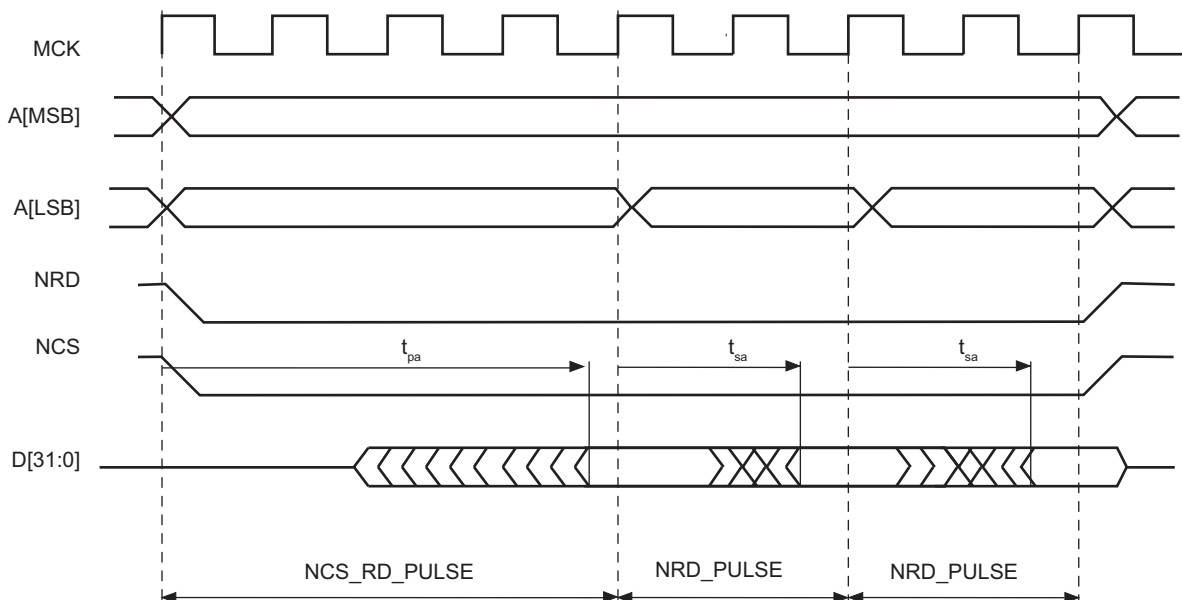 MCK
A[MSB]
A[LSB]
NRD
NCS
tpa
tsa
tsa
D[31:0]
NCS_RD_PULSE
NRD_PULSE
NRD_PULSE